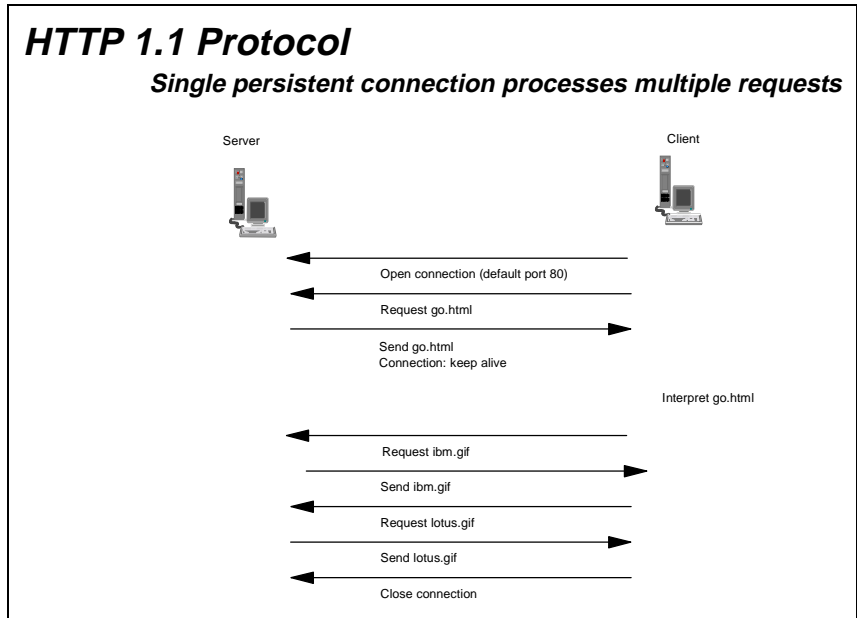 HTTP 1.1 Protocol
Single persistent connection processes multiple requests
Server
Client
Open connection (default port 80)
Request go.html
Send go.html
Connection: keep alive
Interpret go.html
Request ibm.gif
Send ibm.gif
Request lotus.gif
Send lotus.gif
Close connection